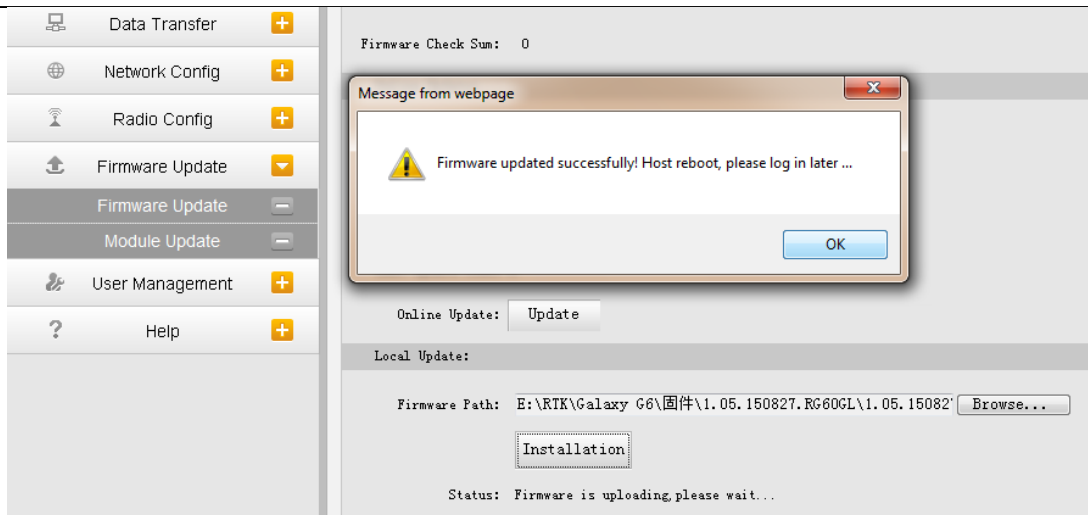 Data Transfer
Network Config
Radio Config
Firmware Update
Firmware Update
Module Update
User Management
Help
Firmware Check Sum: 0
Message from webpage
Firmware updated successfully! Host reboot, please log in later ...
OK
Online Update: Update
Local Update:
Firmware Path: E:\RTK\Galaxy G6\固件\1.05.150827.RG60GL\1.05.15082 Browse...
Installation
Status: Firmware is uploading,please wait...